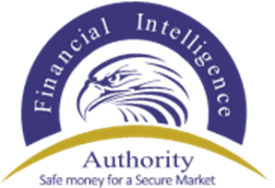 Financial Intelligence
Authority
Safe money for a Secure Market